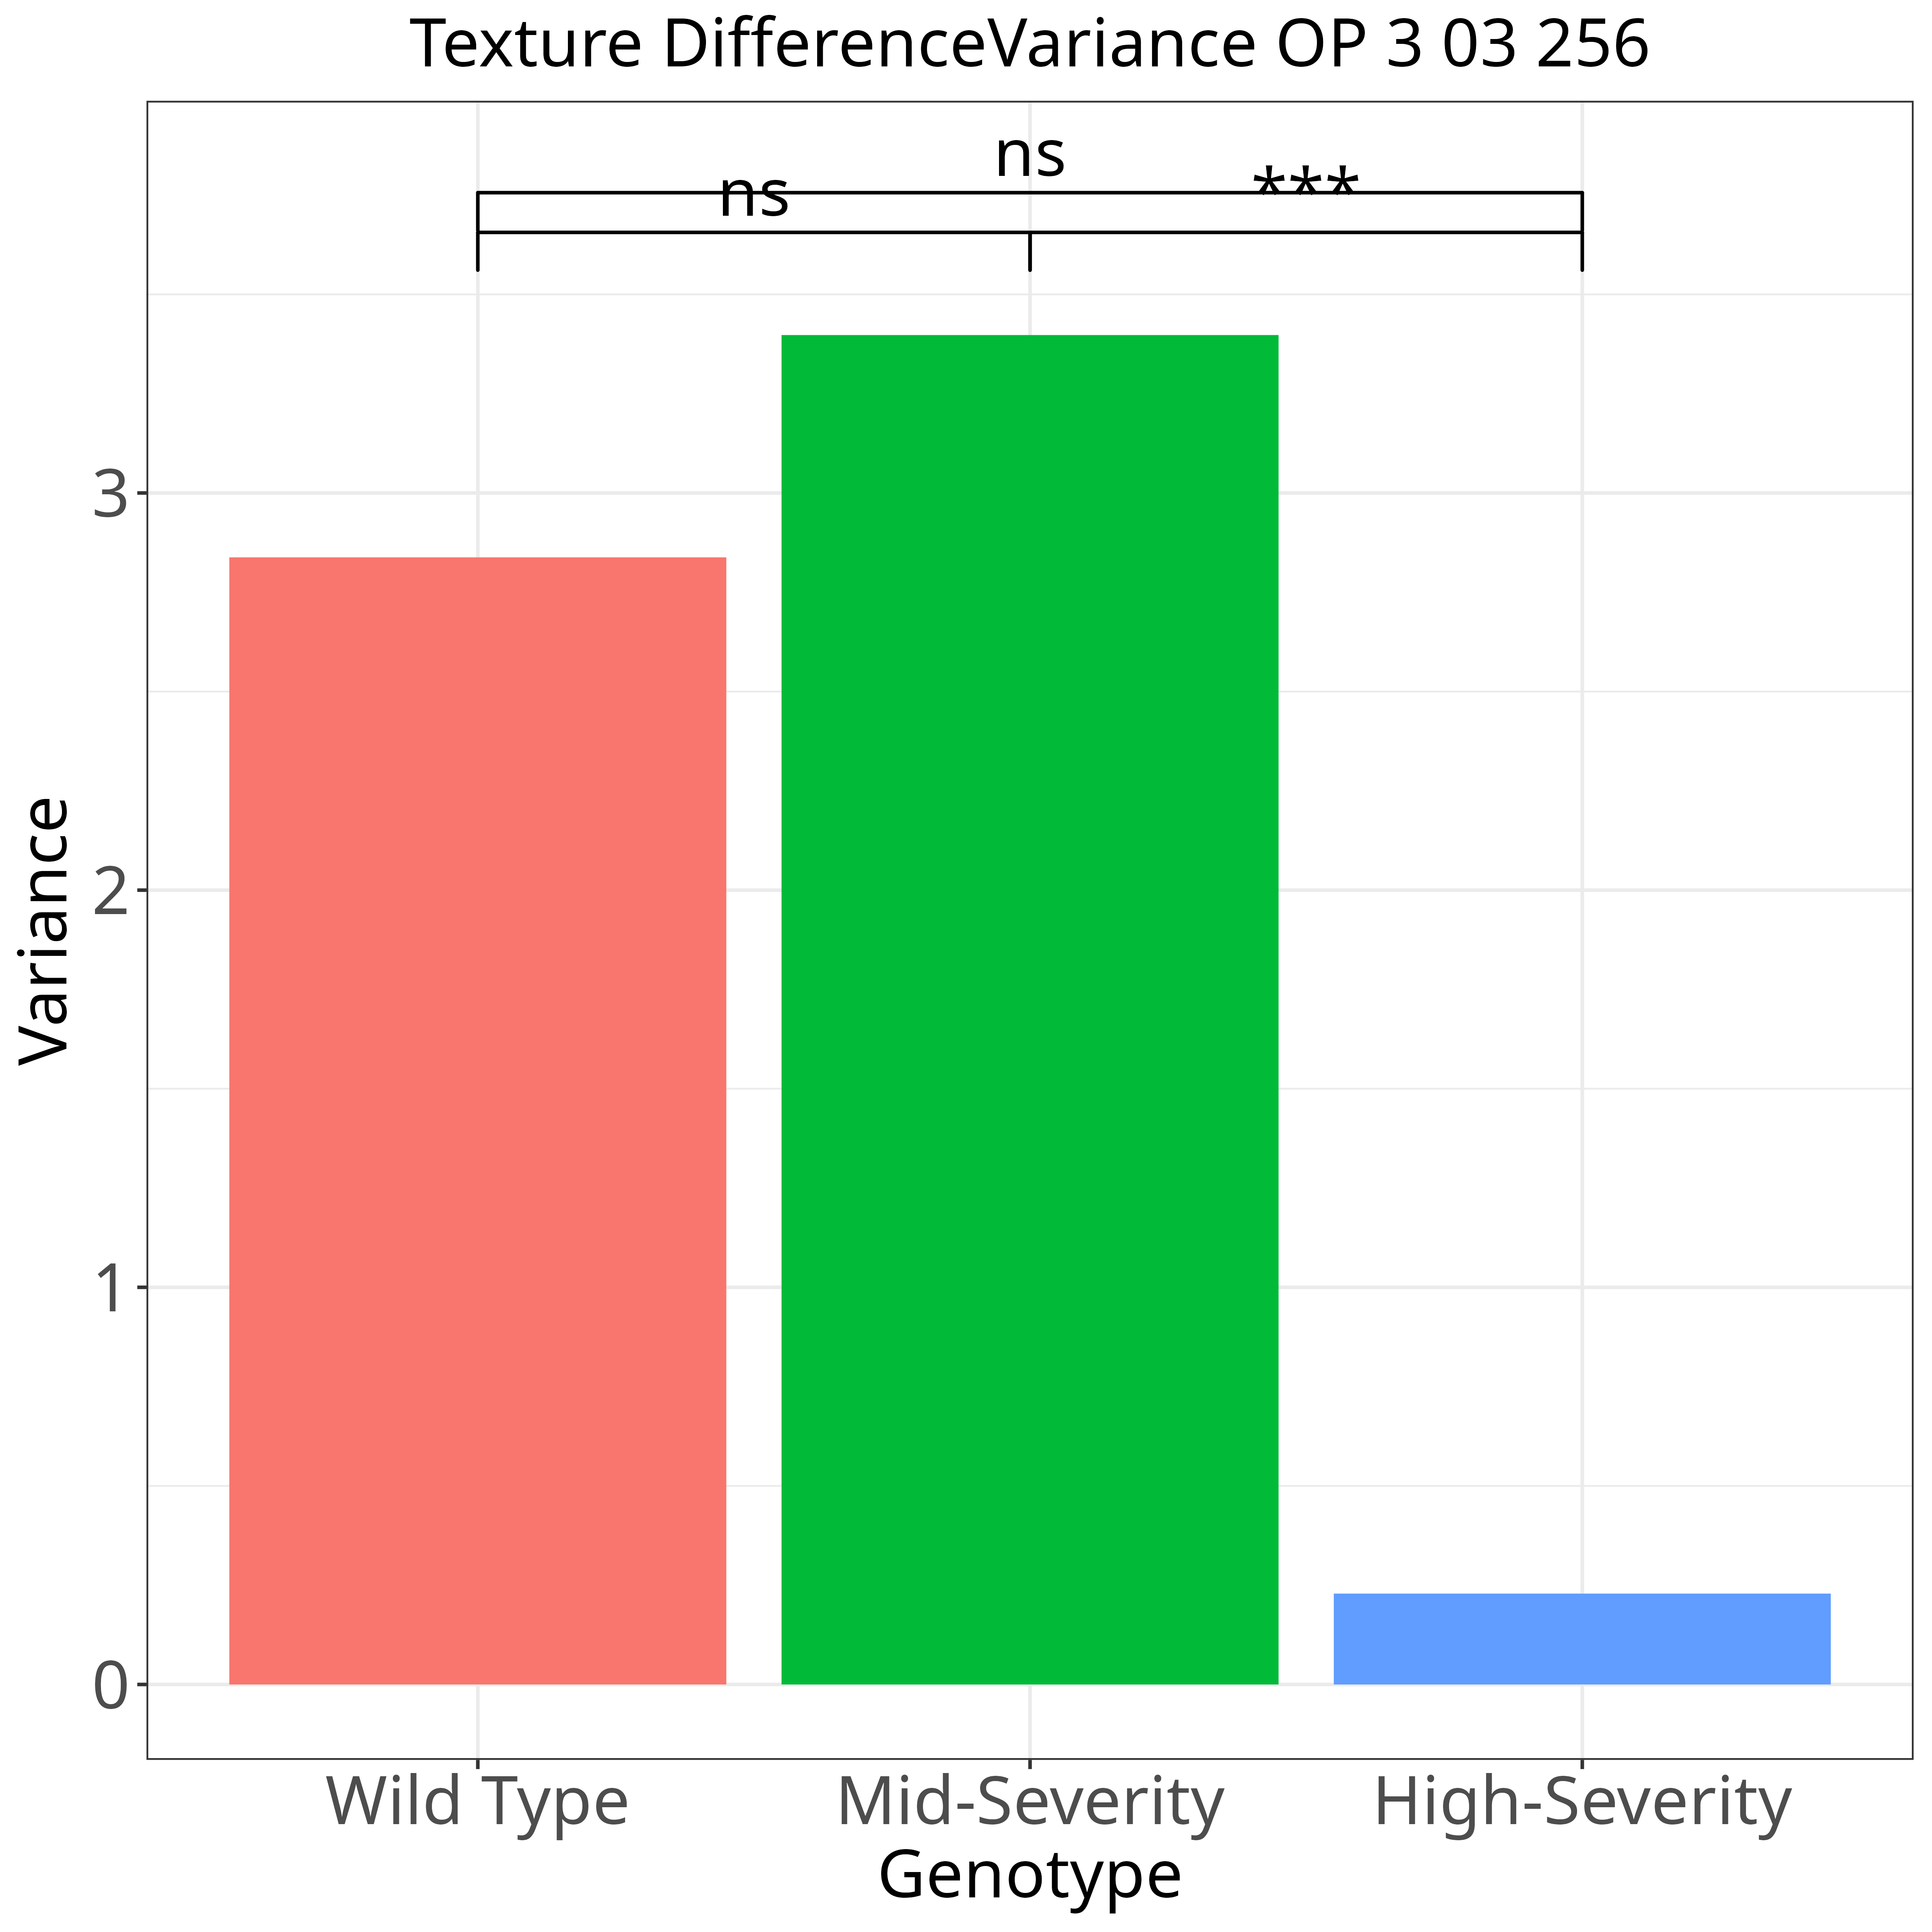 Texture DifferenceVariance OP 3 03 256
ns
ns
***
3
2
1
0
Variance
Wild Type
Mid-Severity
High-Severity
Genotype